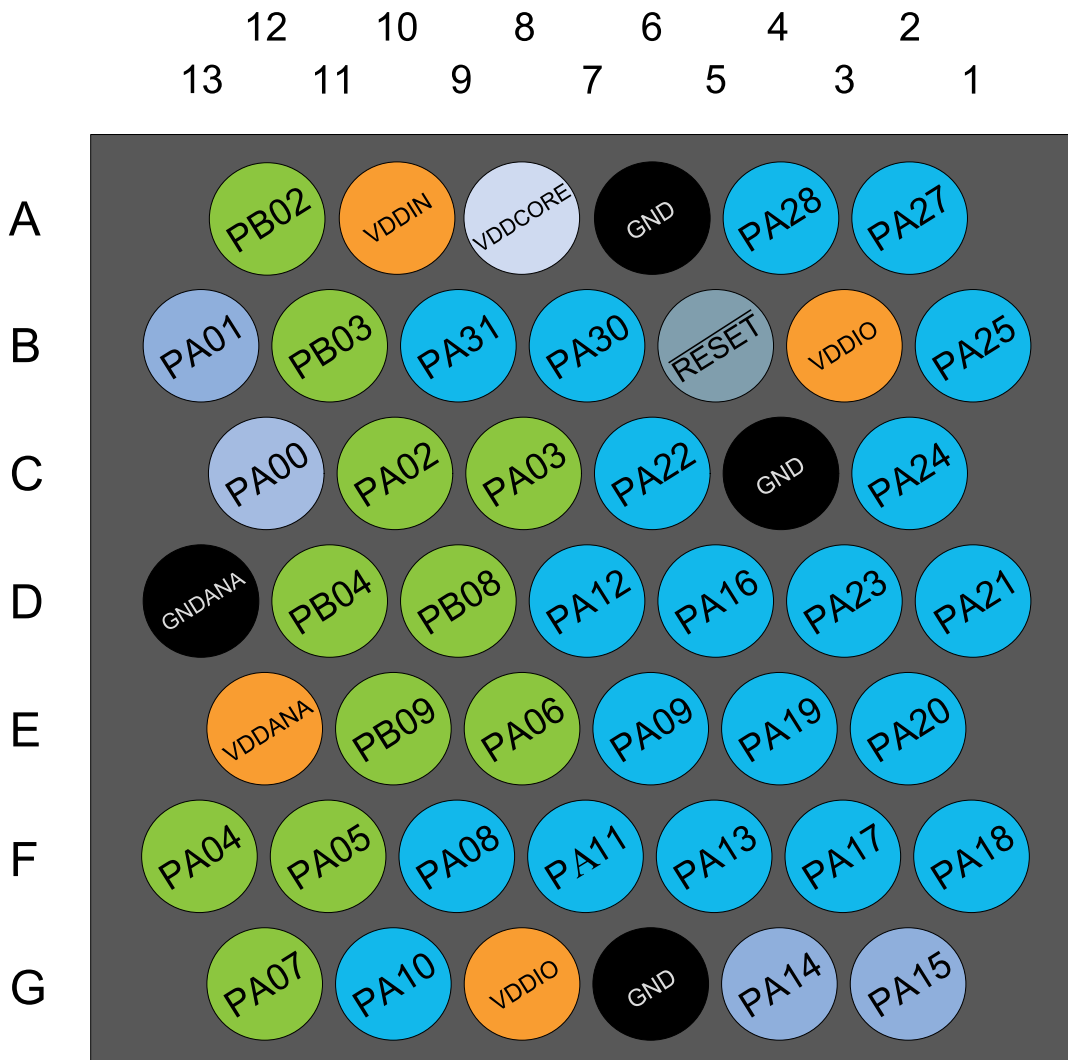 12 10 8 6 4 2
13 11 9 7 5 3 1
A PB02 VDDIN VDDCORE GND PA28 PA27
B PA01 PB03 PA31 PA30 RESET VDDIO PA25
C PA00 PA02 PA03 PA22 GND PA24
D GNDANA PB04 PB08 PA12 PA16 PA23 PA21
E VDDANA PB09 PA06 PA09 PA19 PA20
F PA04 PA05 PA08 PA11 PA13 PA17 PA18
G PA07 PA10 VDDIO GND PA14 PA15